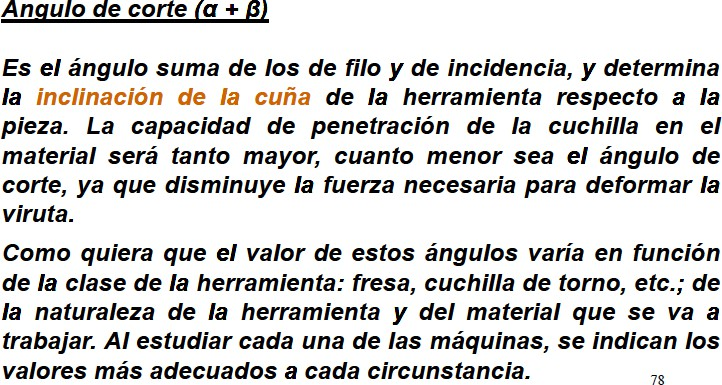 Ángulo de corte (α + β)
Es el ángulo suma de los de filo y de incidencia, y determina
la inclinación de la cuña de la herramienta respecto a la
pieza. La capacidad de penetración de la cuchilla en el
material será tanto mayor, cuanto menor sea el ángulo de
corte, ya que disminuye la fuerza necesaria para deformar la
viruta.
Como quiera que el valor de estos ángulos varía en función
de la clase de la herramienta: fresa, cuchilla de torno, etc.; de
la naturaleza de la herramienta y del material que se va a
trabajar. Al estudiar cada una de las máquinas, se indican los
valores más adecuados a cada circunstancia.
78